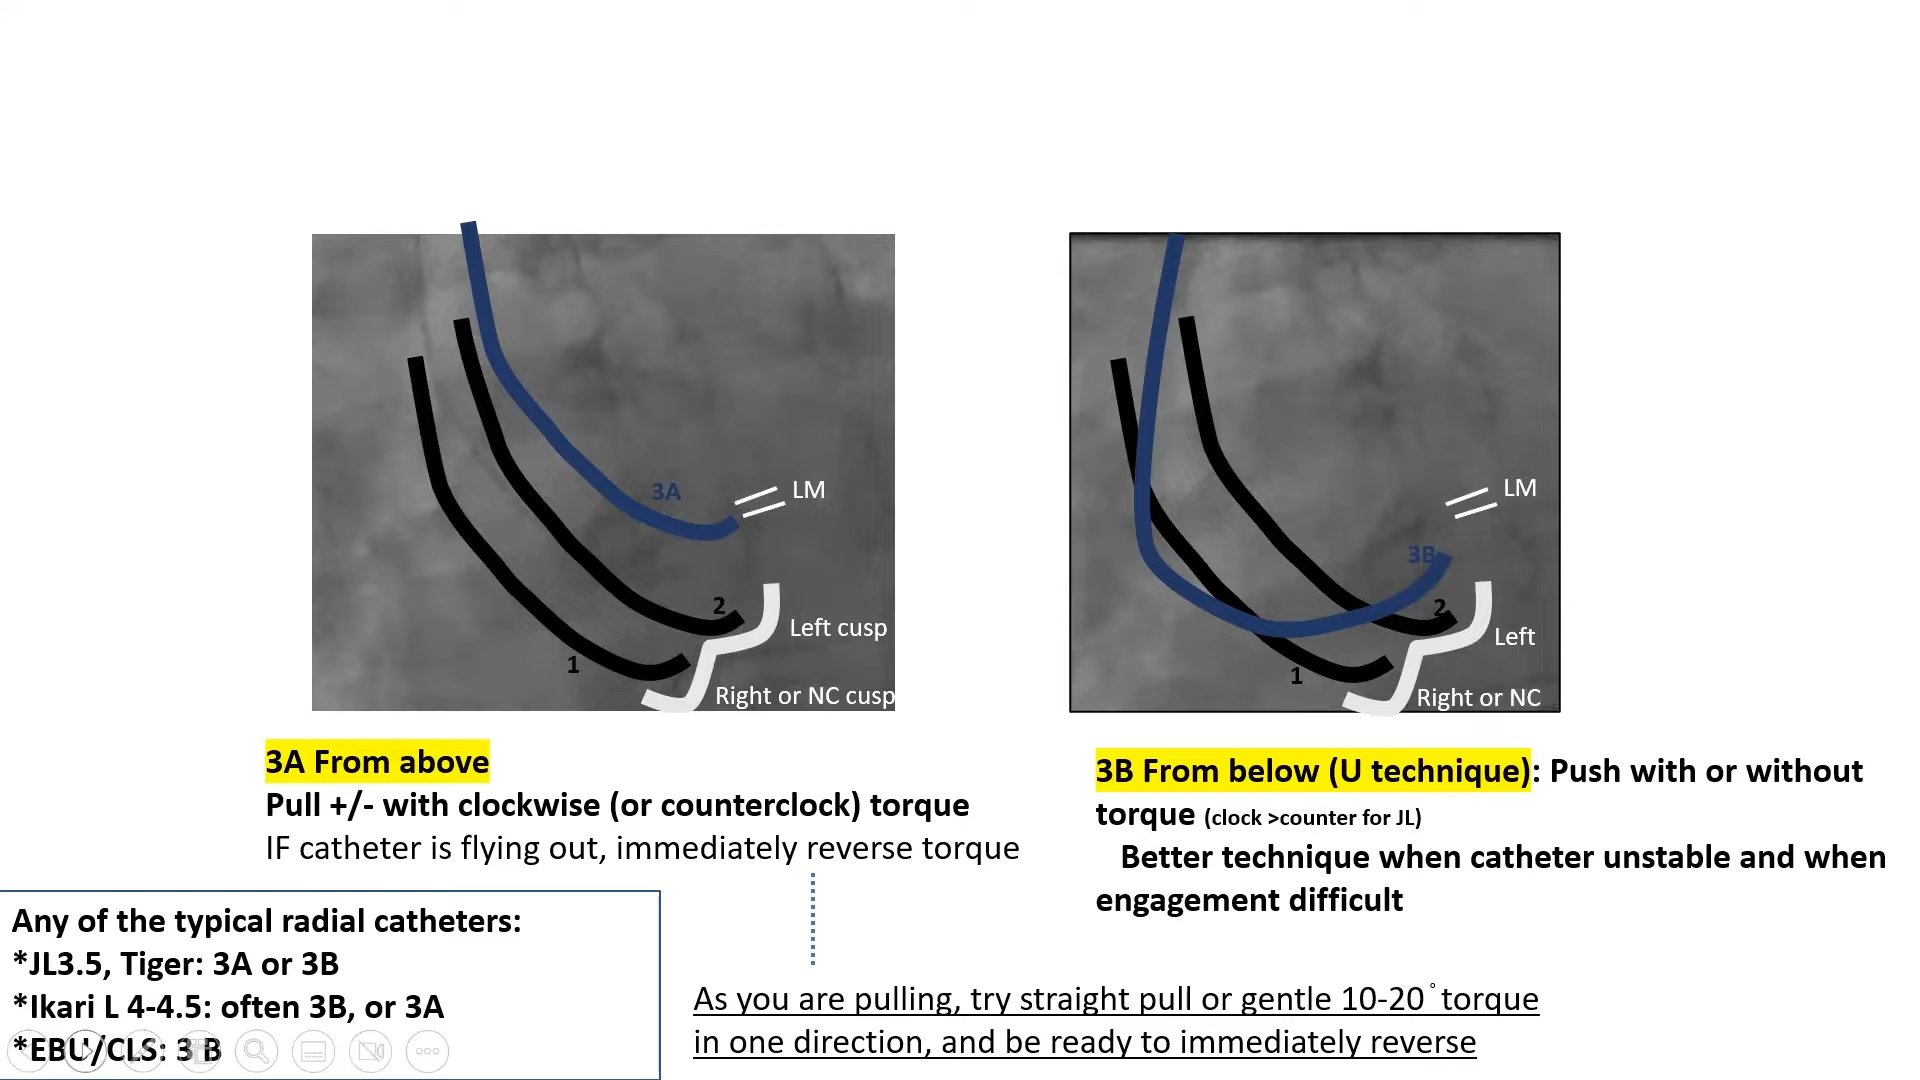 3A
LM
2
Left cusp
1
Right or NC cusp
LM
3B
2
Left
1
Right or NC
3A From above
Pull +/- with clockwise (or counterclock) torque
IF catheter is flying out, immediately reverse torque
3B From below (U technique): Push with or without
torque (clock >counter for JL)
Better technique when catheter unstable and when
engagement difficult
Any of the typical radial catheters:
*JL3.5, Tiger: 3A or 3B
*Ikari L 4-4.5: often 3B, or 3A
*EBU/CLS: 3 B
As you are pulling, try straight pull or gentle 10-20° torque
in one direction, and be ready to immediately reverse